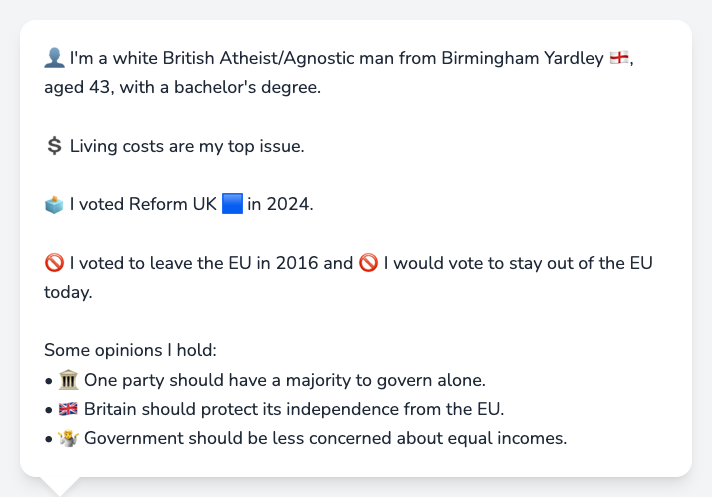 👤 I'm a white British Atheist/Agnostic man from Birmingham Yardley 🏴󠁧󠁢󠁥󠁮󠁧󠁿,
aged 43, with a bachelor's degree.
💲 Living costs are my top issue.
🗳️ I voted Reform UK 🟦 in 2024.
🚫 I voted to leave the EU in 2016 and 🚫 I would vote to stay out of the EU
today.
Some opinions I hold:
• 🏛️ One party should have a majority to govern alone.
• 🇬🇧 Britain should protect its independence from the EU.
• 🤷 Government should be less concerned about equal incomes.